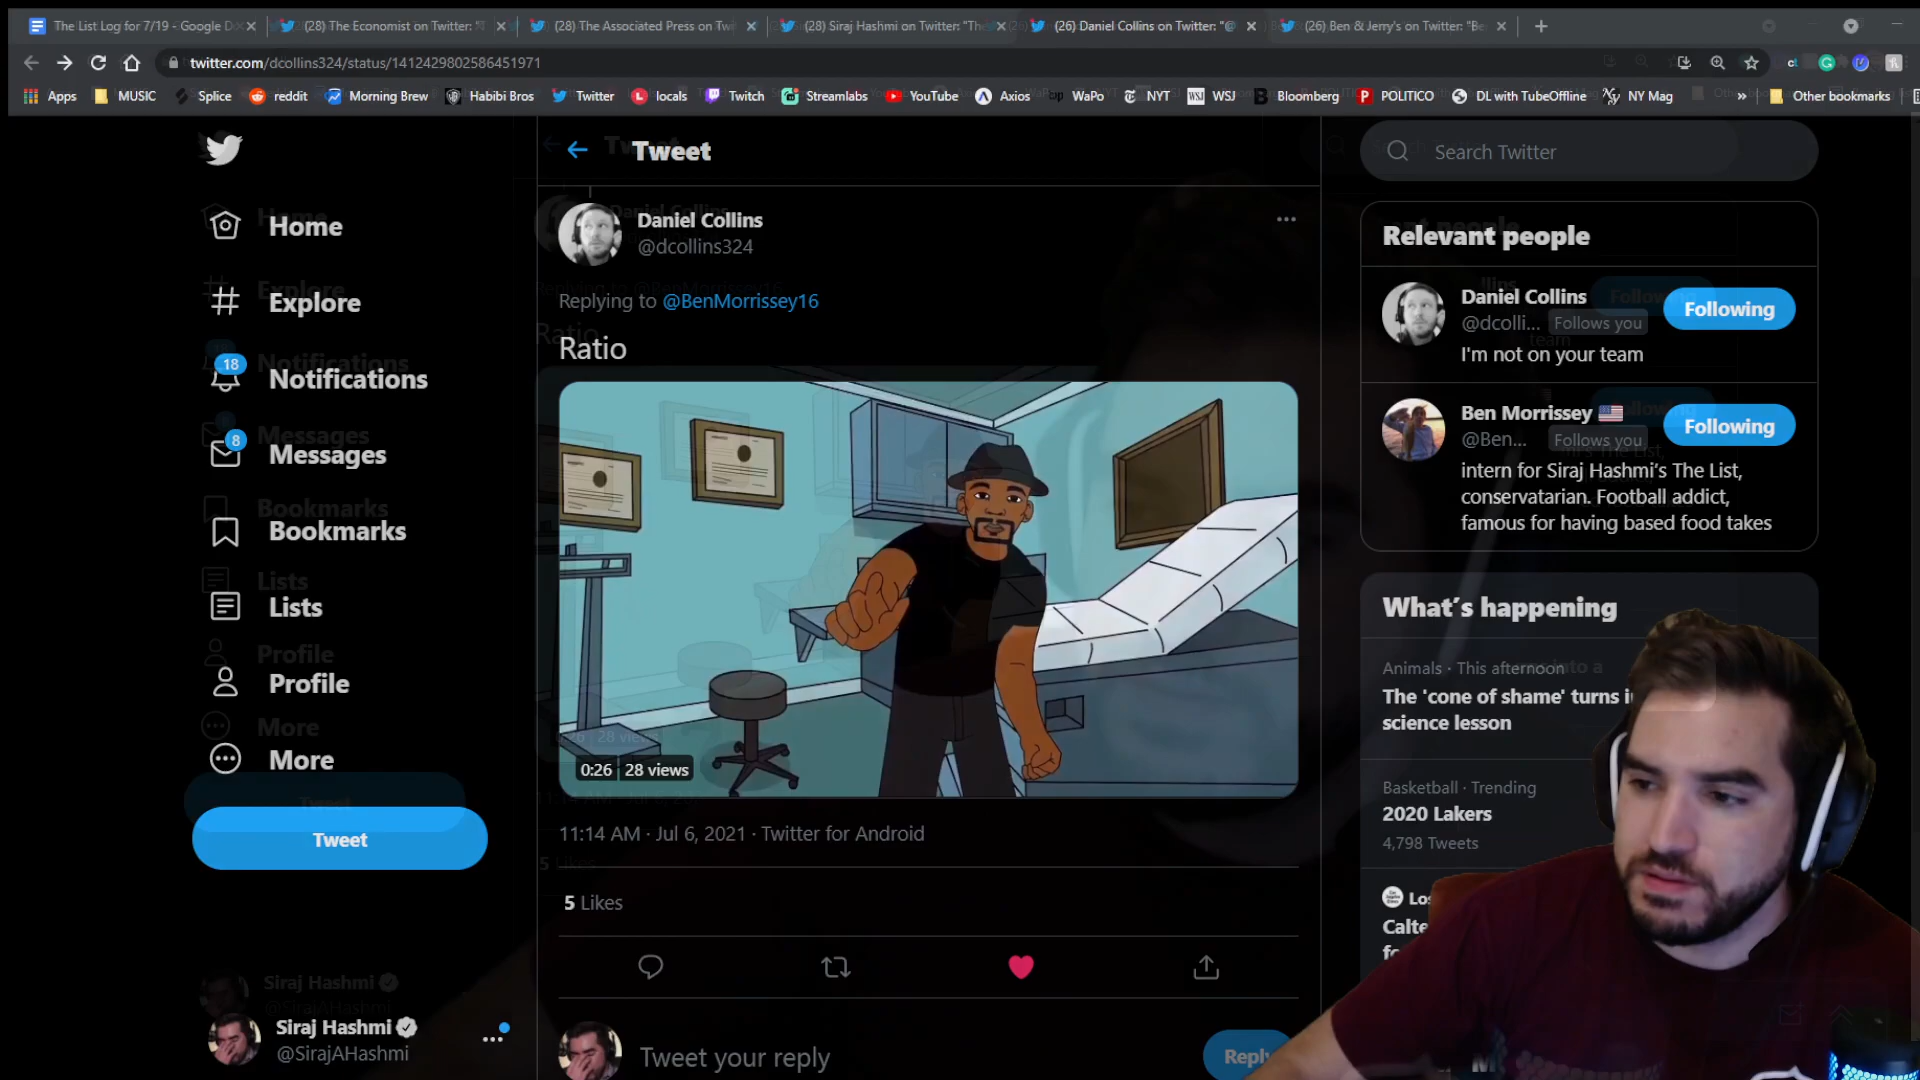 The List Log for 7/19 - Google Do
(28) The Economist on Twitter: "
(28) The Associated Press on Twi
(28) Siraj Hashmi on Twitter: "Th
(26) Daniel Collins on Twitter: "@
(26) Ben & Jerry's on Twitter: "Be
twitter.com/dcollins324/status/1412429802586451971
Apps
MUSIC
Splice
reddit
Morning Brew
Habibi Bros
Twitter
locals
Twitch
Streamlabs
YouTube
Axios
WaPo
NYT
WSJ
Bloomberg
POLITICO
DL with TubeOffline
NY Mag
Other bookmarks
Home
Explore
18
Notifications
8
Messages
Bookmarks
Lists
Profile
More
Tweet
Siraj Hashmi
@SirajAHashmi
Tweet
Daniel Collins
@dcollins324
Replying to @BenMorrissey16
Ratio
0:26 28 views
11:14 AM · Jul 6, 2021 · Twitter for Android
5 Likes
Tweet your reply
Reply
Search Twitter
Relevant people
Daniel Collins
@dcolli... Follows you
Following
I'm not on your team
Ben Morrissey
@Ben... Follows you
Following
intern for Siraj Hashmi's The List,
conservatarian. Football addict,
famous for having based food takes
What's happening
Animals · This afternoon
The 'cone of shame' turns i
science lesson
Basketball · Trending
2020 Lakers
4,798 Tweets
Los
Calte
fo